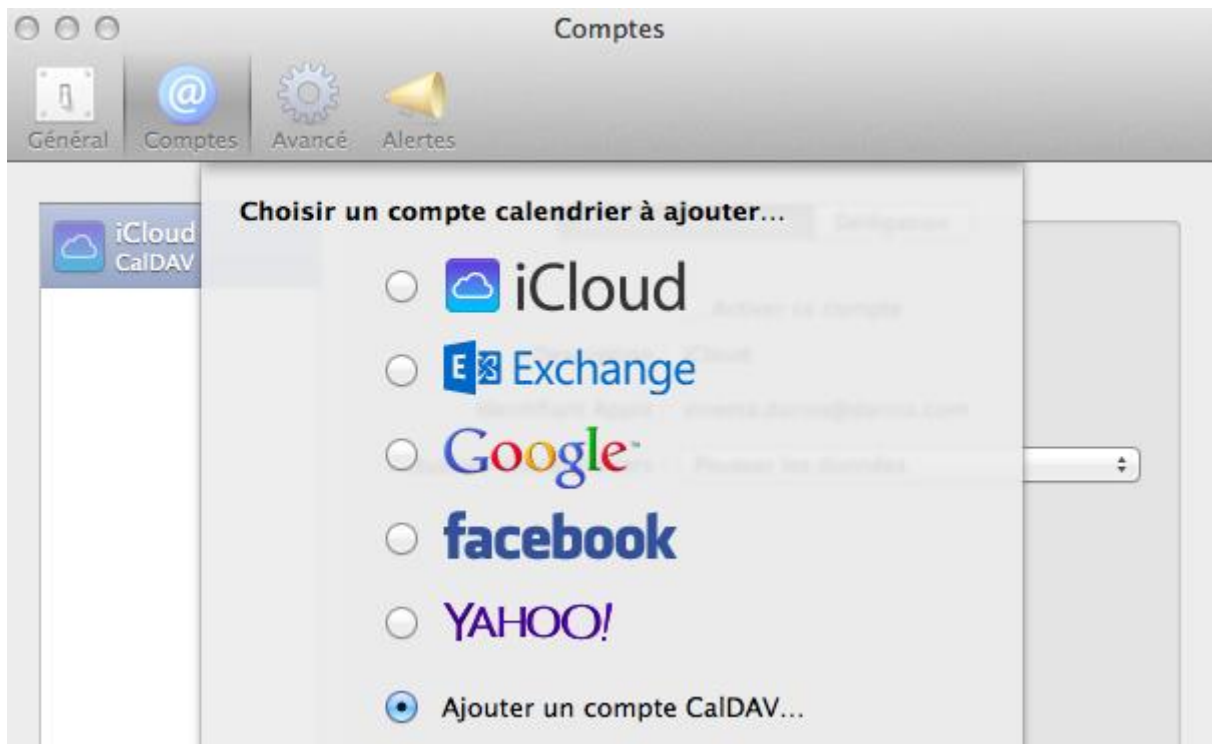 Comptes
Général Comptes Avancé Alertes
Choisir un compte calendrier à ajouter...
iCloud
CalDAV
iCloud
Exchange
Google™
facebook
YAHOO!
Ajouter un compte CalDAV...